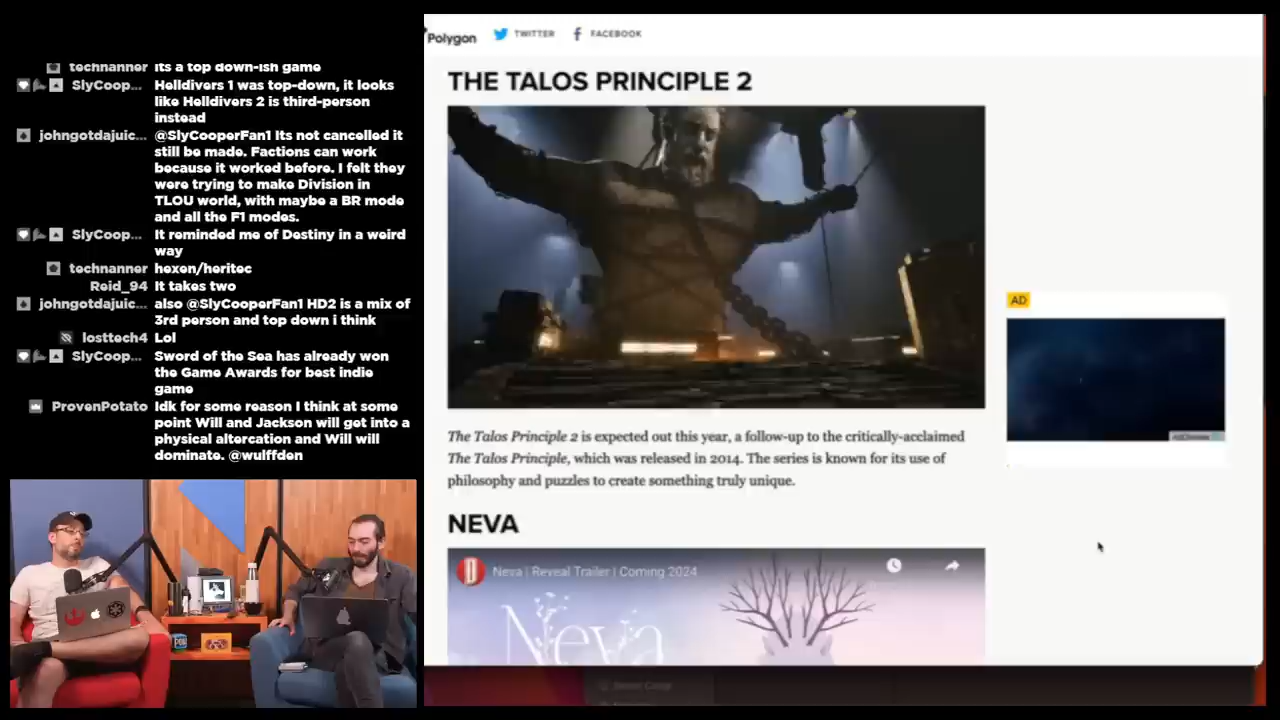 technanner its a top down-ish game
SlyCoop... Helldivers 1 was top-down, it looks
like Helldivers 2 is third-person
instead
johngotdajuic... @SlyCooperFan1 Its not cancelled it
still be made. Factions can work
because it worked before. I felt they
were trying to make Division in
TLOU world, with maybe a BR mode
and all the F1 modes.
SlyCoop... It reminded me of Destiny in a weird
way
technanner hexen/heritec
Reid_94 It takes two
johngotdajuic... also @SlyCooperFan1 HD2 is a mix of
3rd person and top down i think
losttech4 Lol
SlyCoop... Sword of the Sea has already won
the Game Awards for best indie
game
ProvenPotato Idk for some reason I think at some
point Will and Jackson will get into a
physical altercation and Will will
dominate. @wulffden
Polygon TWITTER FACEBOOK
THE TALOS PRINCIPLE 2
AD
The Talos Principle 2 is expected out this year, a follow-up to the critically-acclaimed
The Talos Principle, which was released in 2014. The series is known for its use of
philosophy and puzzles to create something truly unique.
NEVA
Neva | Reveal Trailer | Coming 2024
Neva